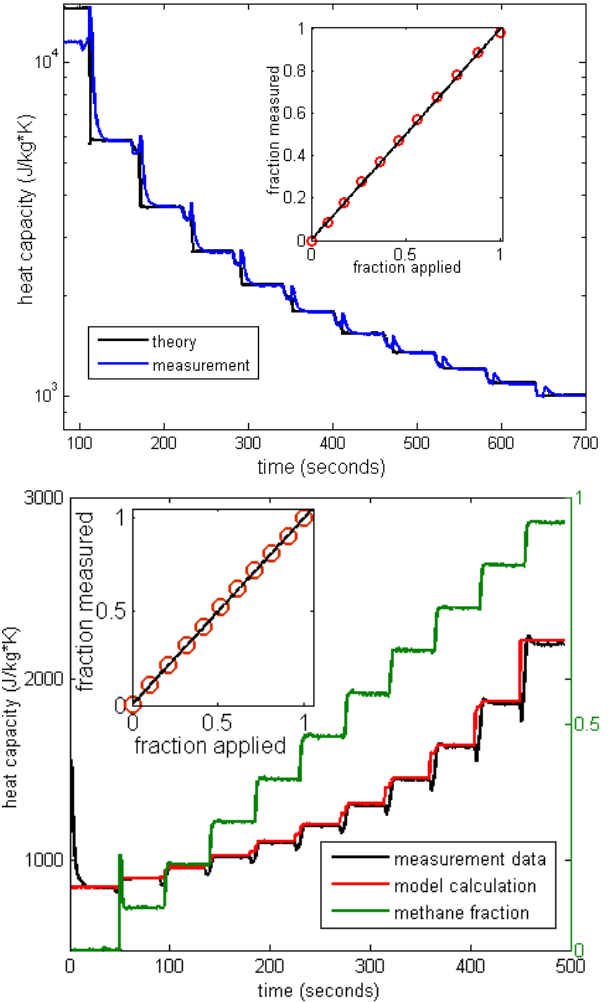 heat capacity (J/kg*K)
10^4
10^3
fraction measured
1
0.8
0.6
0.4
0.2
0
0
0.5
1
fraction applied
theory
measurement
100
200
300
400
500
600
700
time (seconds)
heat capacity (J/kg*K)
3000
2000
1000
fraction measured
1
0.5
0
0
0.5
1
fraction applied
1
0.5
0
measurement data
model calculation
methane fraction
0
100
200
300
400
500
time (seconds)